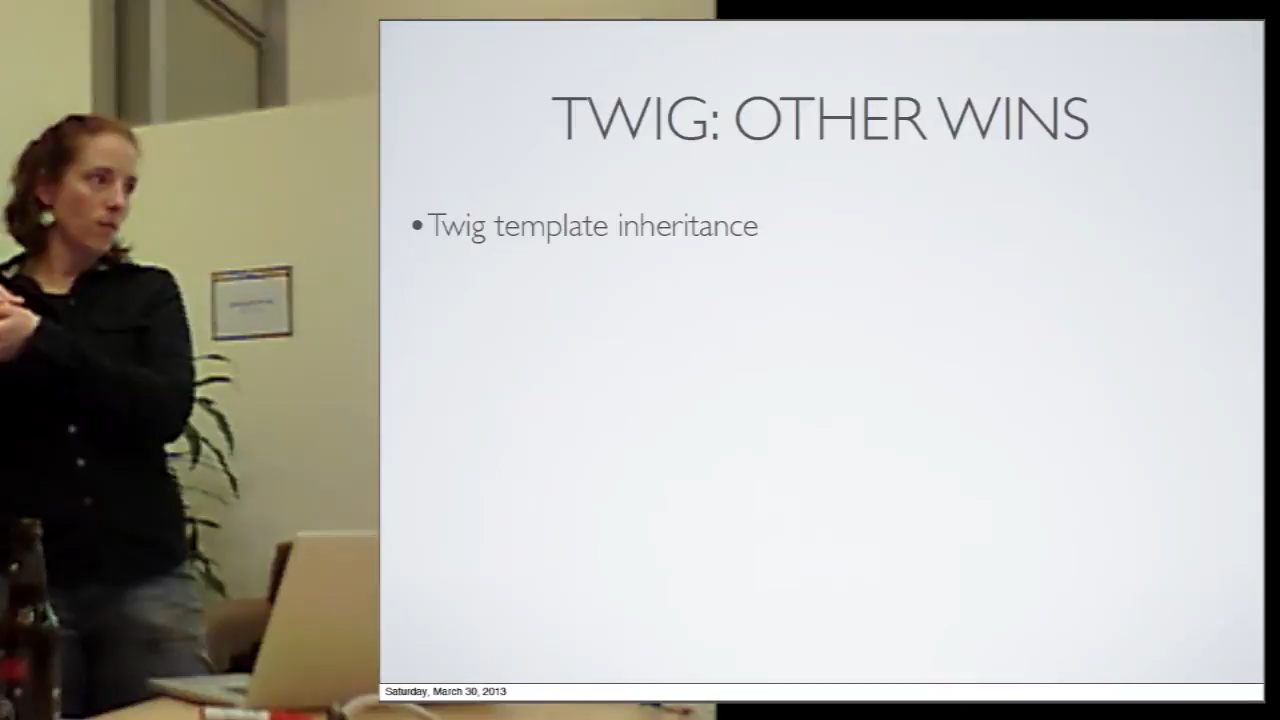 TWIG: OTHER WINS
• Twig template inheritance
Saturday, March 30, 2013